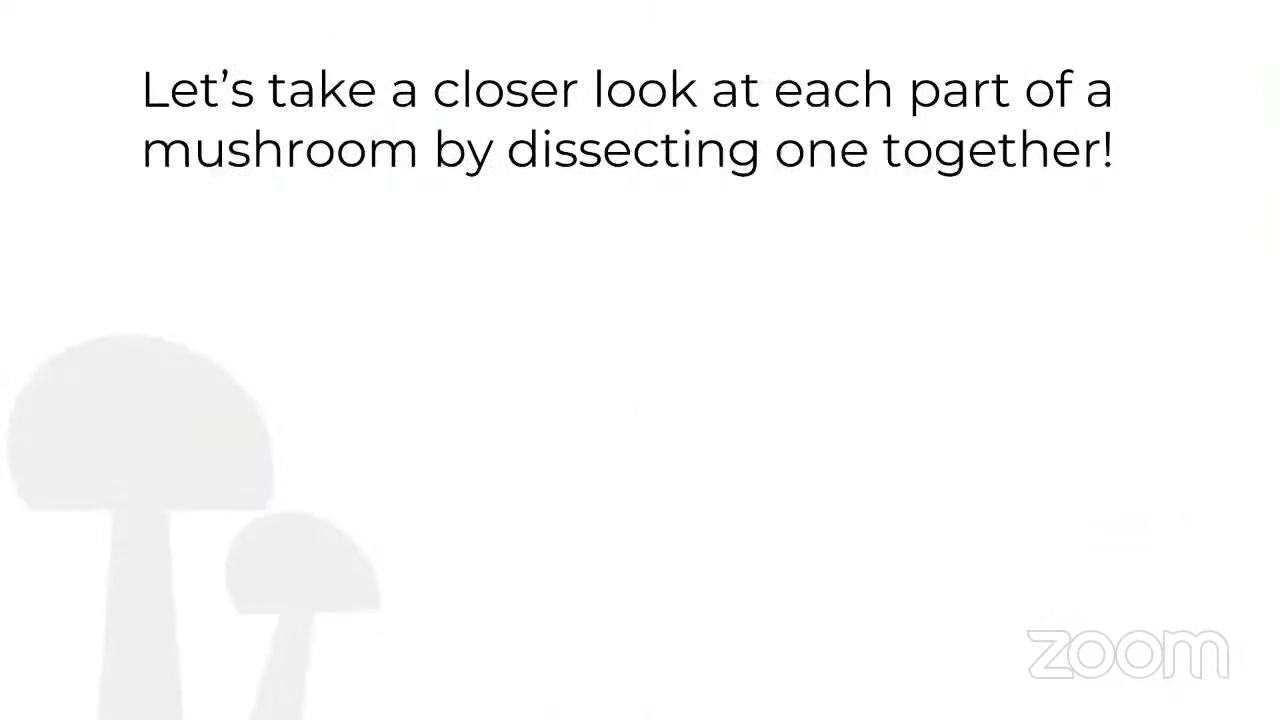 Let’s take a closer look at each part of a
mushroom by dissecting one together!
zoom